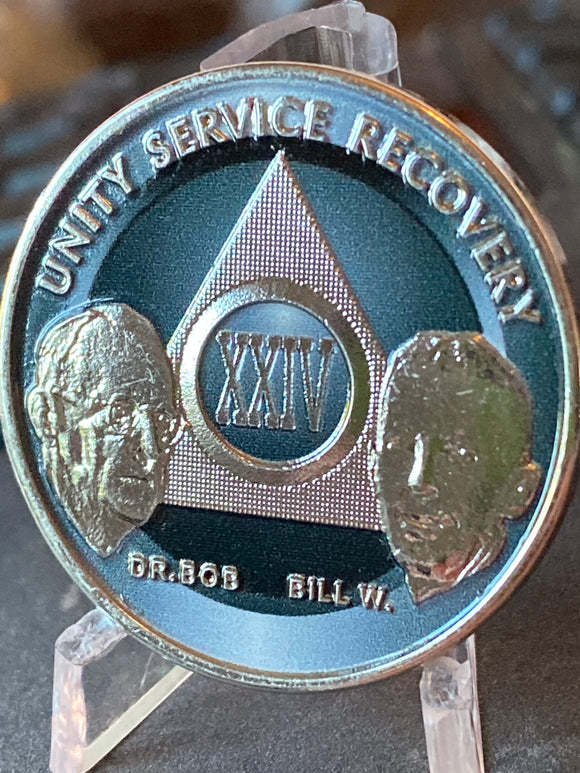 UNITY SERVICE RECOVERY
XXIV
DR.BOB
BILL W.